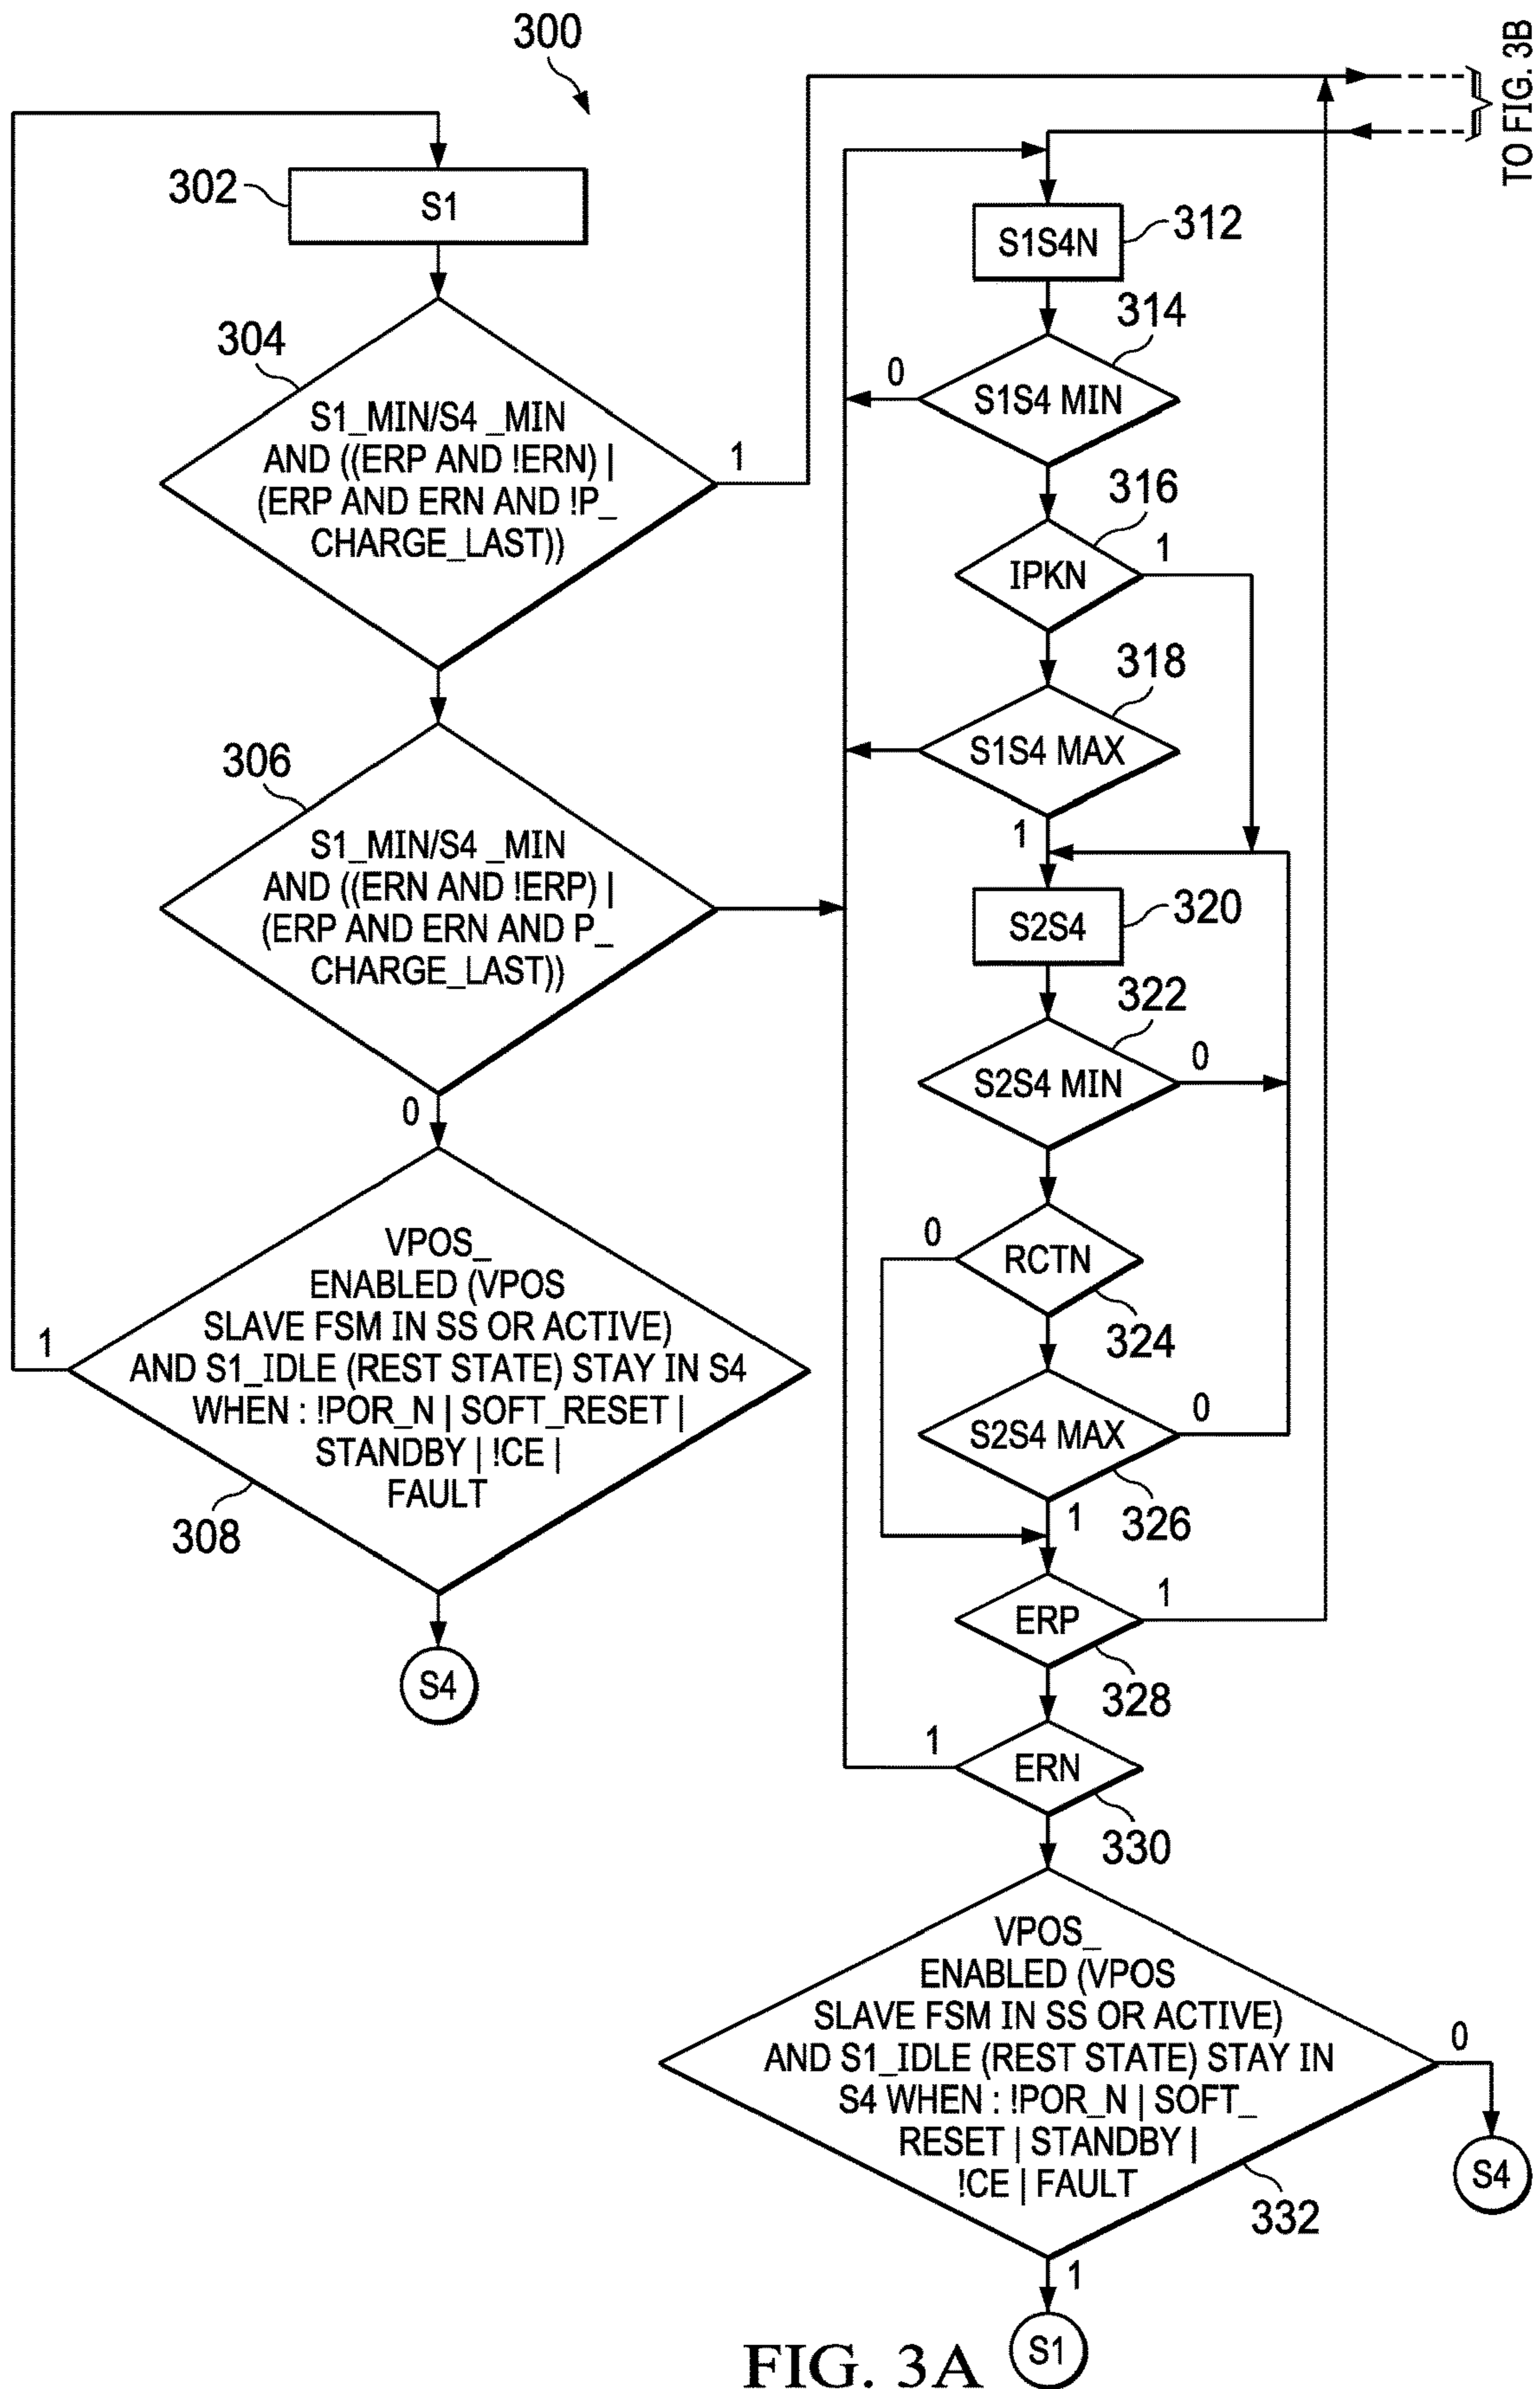 300
TO FIG. 3B
302
S1
304
S1_MIN/S4 _MIN
AND ((ERP AND !ERN) |
(ERP AND ERN AND !P_
CHARGE_LAST))
1
306
S1_MIN/S4 _MIN
AND ((ERN AND !ERP) |
(ERP AND ERN AND P_
CHARGE_LAST))
0
VPOS_
ENABLED (VPOS
SLAVE FSM IN SS OR ACTIVE)
AND S1_IDLE (REST STATE) STAY IN S4
WHEN : !POR_N | SOFT_RESET |
STANDBY | !CE |
FAULT
1
308
S4
S1S4N
312
314
0
S1S4 MIN
316
IPKN
1
318
S1S4 MAX
1
S2S4
320
322
S2S4 MIN
0
0
RCTN
324
S2S4 MAX
0
326
1
ERP
1
328
1
ERN
330
VPOS_
ENABLED (VPOS
SLAVE FSM IN SS OR ACTIVE)
AND S1_IDLE (REST STATE) STAY IN
S4 WHEN : !POR_N | SOFT_
RESET | STANDBY |
!CE | FAULT
0
S4
332
1
S1
FIG. 3A